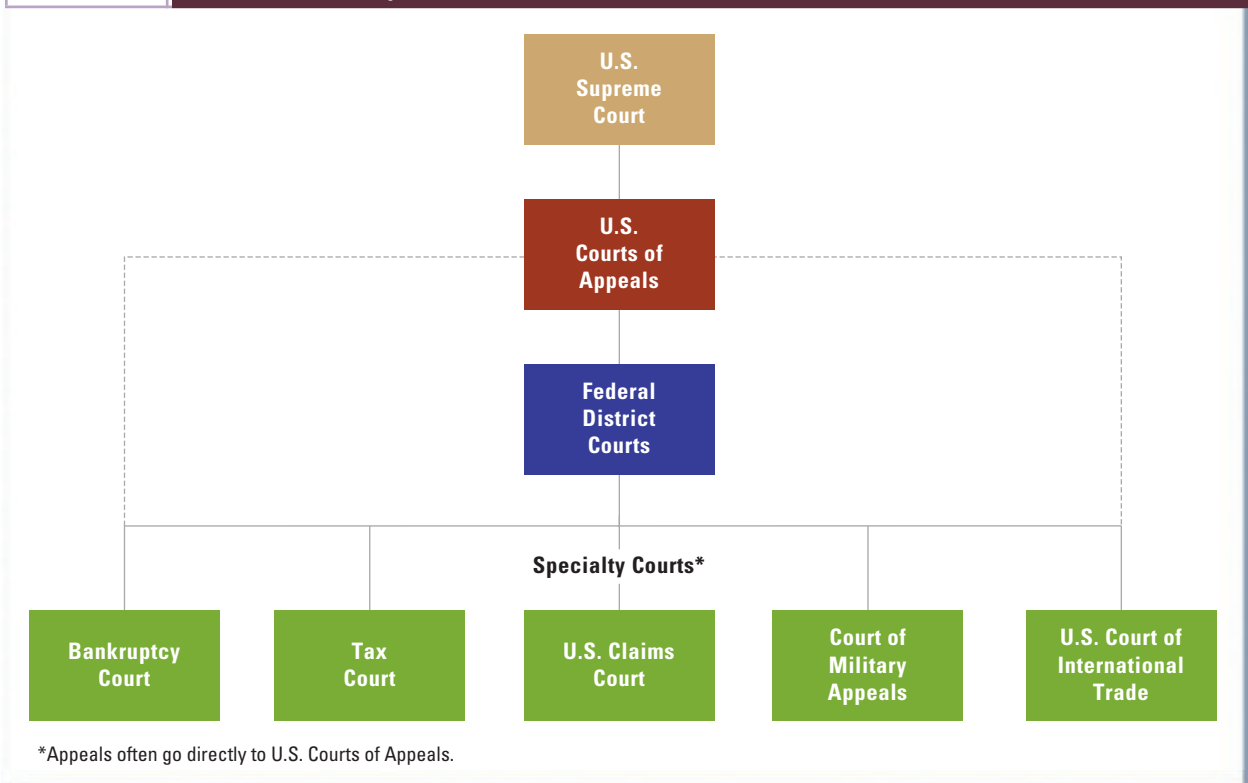 U.S.
Supreme
Court
U.S.
Courts of
Appeals
Federal
District
Courts
Specialty Courts*
Bankruptcy
Court
Tax
Court
U.S. Claims
Court
Court of
Military
Appeals
U.S. Court of
International
Trade
*Appeals often go directly to U.S. Courts of Appeals.